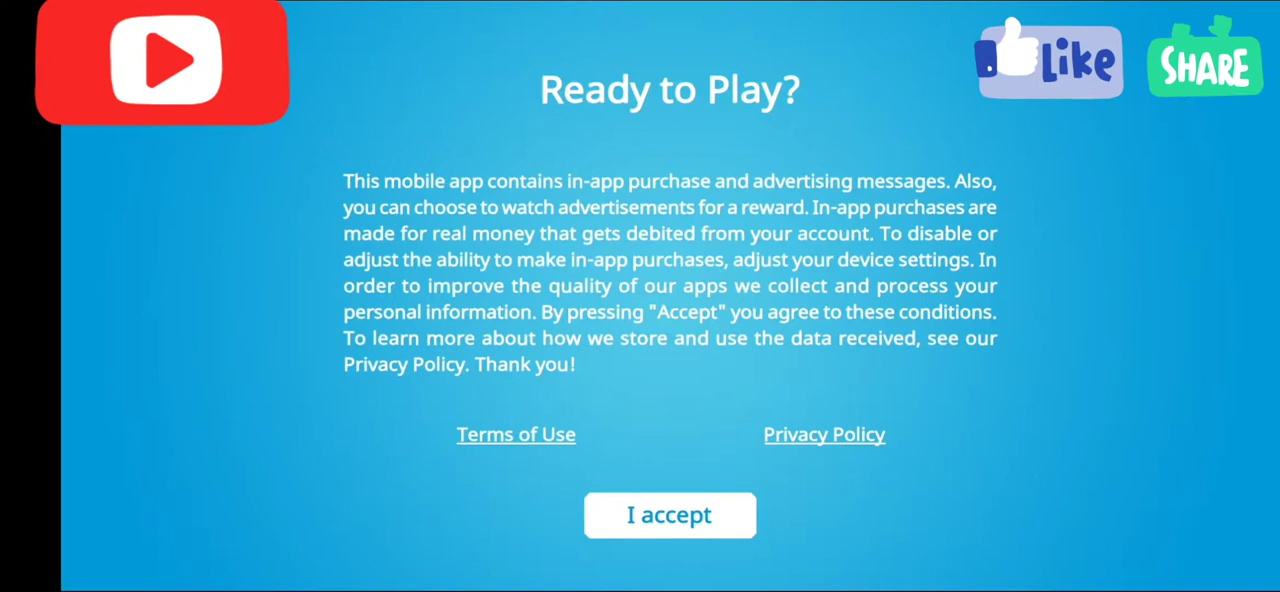 Like
SHARE
Ready to Play?
This mobile app contains in-app purchase and advertising messages. Also,
you can choose to watch advertisements for a reward. In-app purchases are
made for real money that gets debited from your account. To disable or
adjust the ability to make in-app purchases, adjust your device settings. In
order to improve the quality of our apps we collect and process your
personal information. By pressing "Accept" you agree to these conditions.
To learn more about how we store and use the data received, see our
Privacy Policy. Thank you!
Terms of Use
Privacy Policy
I accept